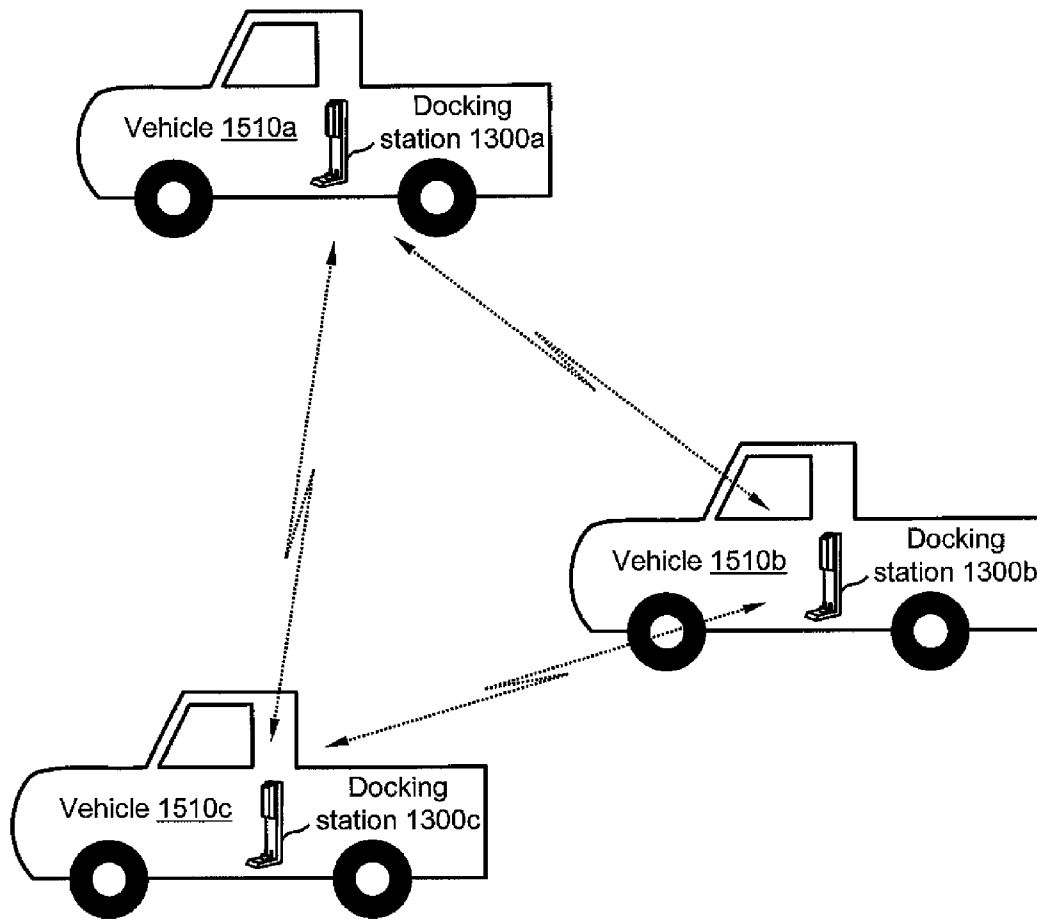 Vehicle 1510a
Docking
station 1300a
Vehicle 1510b
Docking
station 1300b
Vehicle 1510c
Docking
station 1300c